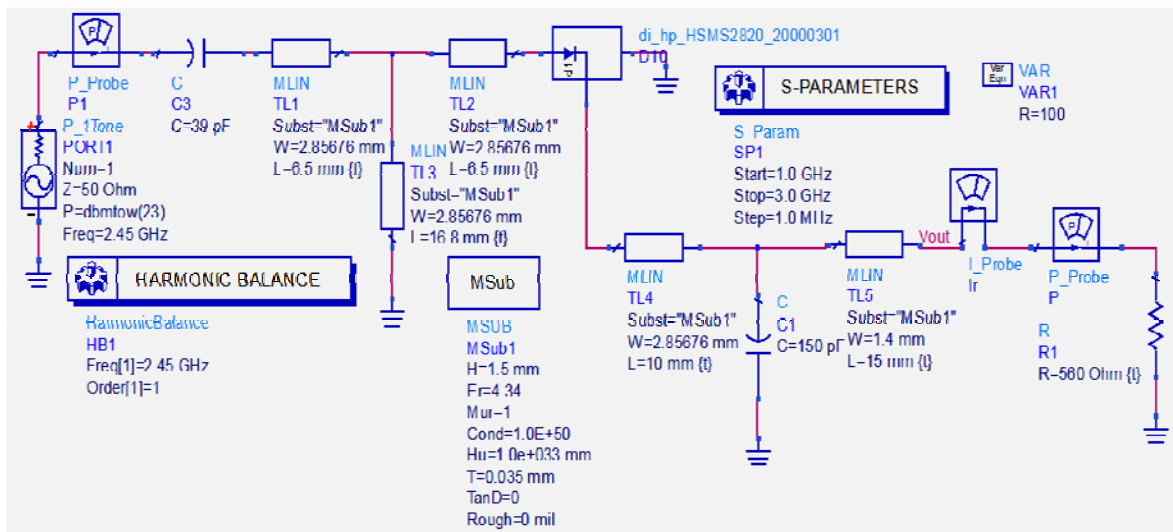 P_Probe
P1
P_1Tone
PORT1
Num=1
Z=50 Ohm
P=dbmtow(23)
Freq=2.45 GHz
C
C3
C=39 pF
MLIN
TL1
Subst="MSub1"
W=2.85676 mm
L=6.5 mm {t}
MLIN
TL2
Subst="MSub1"
W=2.85676 mm
L=6.5 mm {t}
MLIN
TL3
Subst="MSub1"
W=2.85676 mm
L=16.8 mm {t}
di_hp_HSMS2820_20000301
D10
S-PARAMETERS
S_Param
SP1
Start=1.0 GHz
Stop=3.0 GHz
Step=1.0 MHz
Var
Eqn
VAR
VAR1
R=100
HARMONIC BALANCE
HarmonicBalance
HB1
Freq[1]=2.45 GHz
Order[1]=1
MSub
MSUB
MSub1
H=1.5 mm
Er=4.34
Mur=1
Cond=1.0E+50
Hu=1.0e+033 mm
T=0.035 mm
TanD=0
Rough=0 mil
MLIN
TL4
Subst="MSub1"
W=2.85676 mm
L=10 mm {t}
C
C1
C=150 pF
MLIN
TL5
Subst="MSub1"
W=1.4 mm
L=15 mm {t}
Vout
I_Probe
Ir
P_Probe
P
R
R1
R=560 Ohm {t}